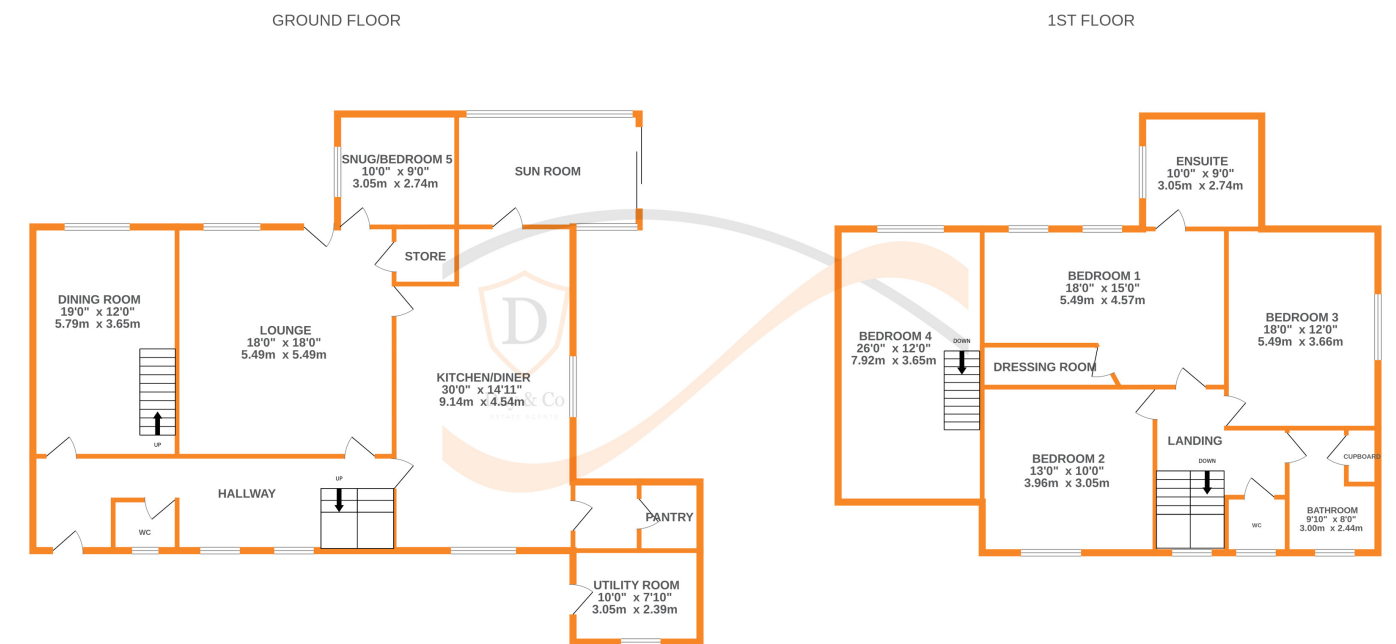 GROUND FLOOR
1ST FLOOR
SNUG/BEDROOM 5
10'0" x 9'0"
3.05m x 2.74m
SUN ROOM
STORE
DINING ROOM
19'0" x 12'0"
5.79m x 3.65m
UP
LOUNGE
18'0" x 18'0"
5.49m x 5.49m
D
KITCHEN/DINER
30'0" x 14'11"
9.14m x 4.54m
& Co
HALLWAY
UP
WC
PANTRY
UTILITY ROOM
10'0" x 7'10"
3.05m x 2.39m
ENSUITE
10'0" x 9'0"
3.05m x 2.74m
BEDROOM 1
18'0" x 15'0"
5.49m x 4.57m
BEDROOM 3
18'0" x 12'0"
5.49m x 3.66m
BEDROOM 4
26'0" x 12'0"
7.92m x 3.65m
DOWN
DRESSING ROOM
LANDING
DOWN
BEDROOM 2
13'0" x 10'0"
3.96m x 3.05m
CUPBOARD
BATHROOM
9'10" x 8'0"
3.00m x 2.44m
WC